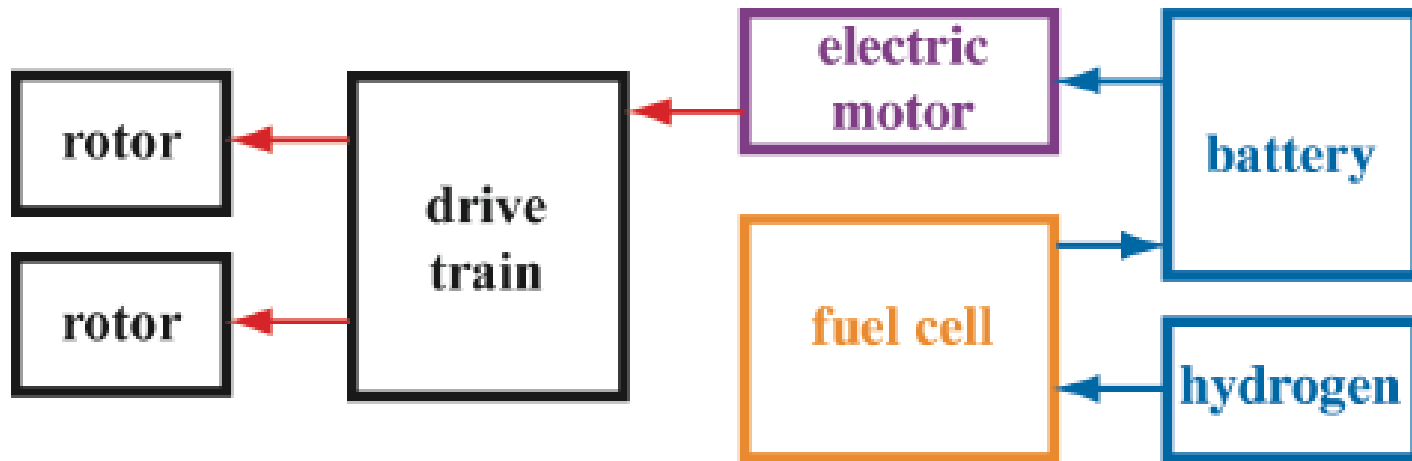 electric
motor
battery
rotor
drive
train
rotor
fuel cell
hydrogen